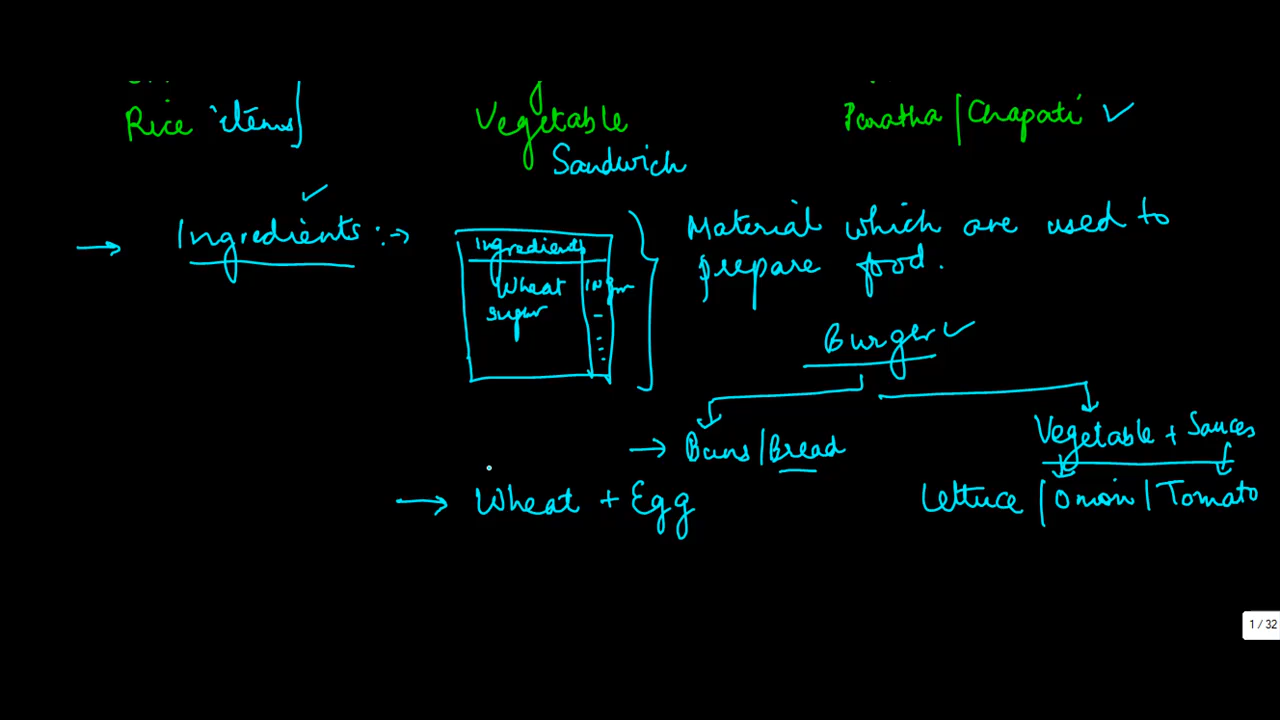 Rice items
Vegetable
Sandwich
Paratha | Chapati ✓
→ Ingredients :→
Ingredients
Wheat
sugar
Material which are used to
prepare food.
Burger ✓
→ Buns | Bread
Vegetable + Sauces
→ Wheat + Egg
Lettuce | Onion | Tomato
1 / 32